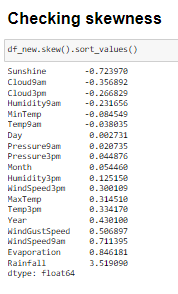 Checking skewness
df_new.skew().sort_values()
Sunshine -0.723970
Cloud9am -0.356892
Cloud3pm -0.266829
Humidity9am -0.231656
MinTemp -0.084549
Temp9am -0.038035
Day 0.002731
Pressure9am 0.020735
Pressure3pm 0.044876
Month 0.054460
Humidity3pm 0.125150
WindSpeed3pm 0.300109
MaxTemp 0.314510
Temp3pm 0.334170
Year 0.430100
WindGustSpeed 0.506897
WindSpeed9am 0.711395
Evaporation 0.846181
Rainfall 3.519090
dtype: float64